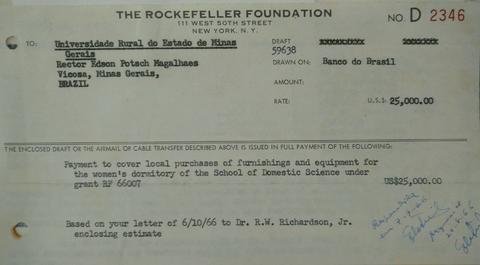 THE ROCKEFELLER FOUNDATION
111 WEST 50TH STREET
NEW YORK, N. Y.
NO. D 2346
TO: Universidade Rural do Estado de Minas
Gerais
Rector Edson Potsch Magalhaes
Vicosa, Minas Gerais,
BRAZIL
DRAFT
59638
DRAWN ON: Banco do Brasil
AMOUNT:
RATE: U.S.$ 25,000.00
THE ENCLOSED DRAFT OR THE AIRMAIL OR CABLE TRANSFER DESCRIBED ABOVE IS ISSUED IN FULL PAYMENT OF THE FOLLOWING:
Payment to cover local purchases of furnishings and equipment for
the women's dormitory of the School of Domestic Science under
grant RF 66007
US$25,000.00
Based on your letter of 6/10/66 to Dr. R.W. Richardson, Jr.
enclosing estimate